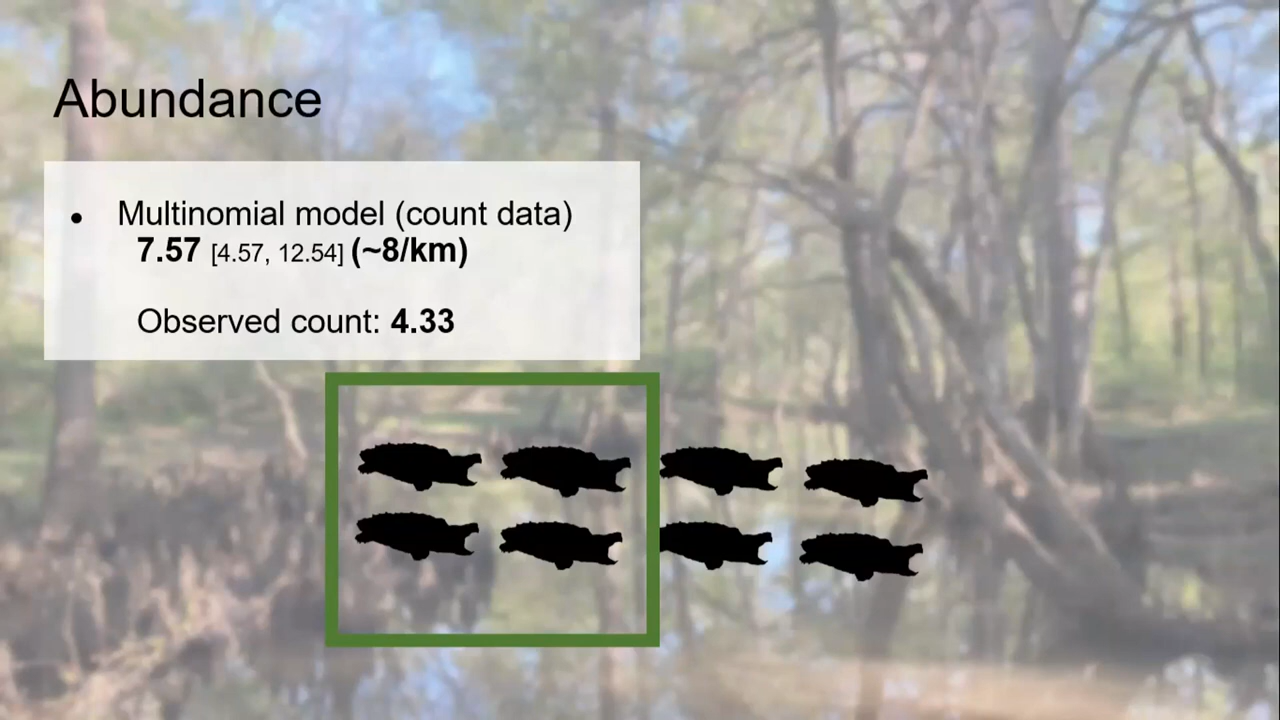 Abundance
• Multinomial model (count data)
7.57 [4.57, 12.54] (~8/km)
Observed count: 4.33